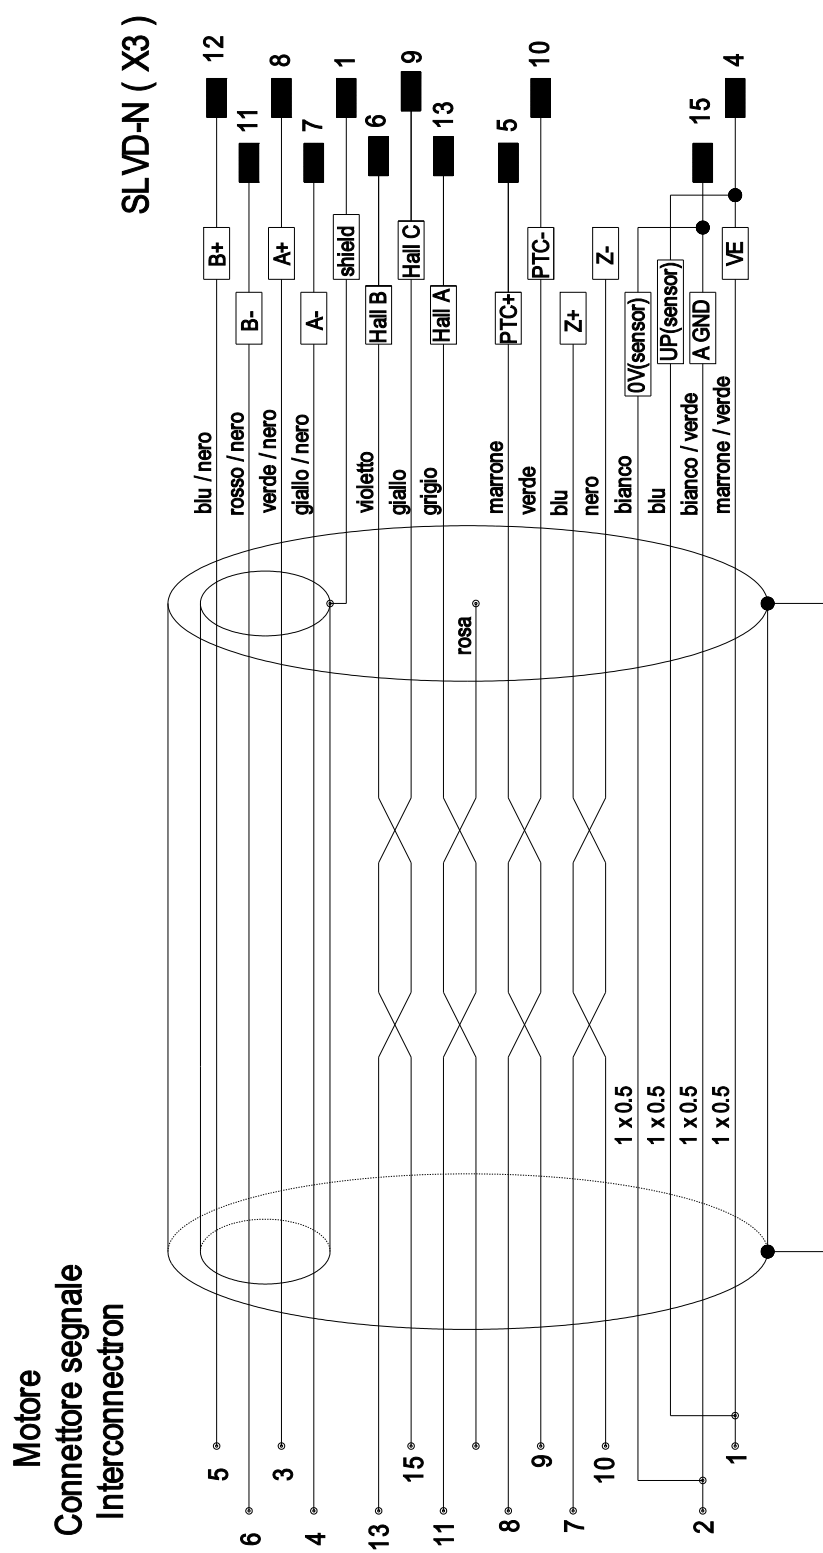 SLVD-N ( X3 )
12
11
8
7
1
6
9
13
5
10
15
4
B+
B-
A+
A-
shield
Hall B
Hall C
Hall A
PTC+
PTC-
Z+
Z-
0V(sensor)
UP(sensor)
A GND
VE
blu / nero
rosso / nero
verde / nero
giallo / nero
violetto
giallo
grigio
marrone
verde
blu
nero
bianco
blu
bianco / verde
marrone / verde
rosa
1 x 0.5
1 x 0.5
1 x 0.5
1 x 0.5
Motore
Connettore segnale
Interconnectron
5
6
3
4
13
15
11
8
9
7
10
2
1